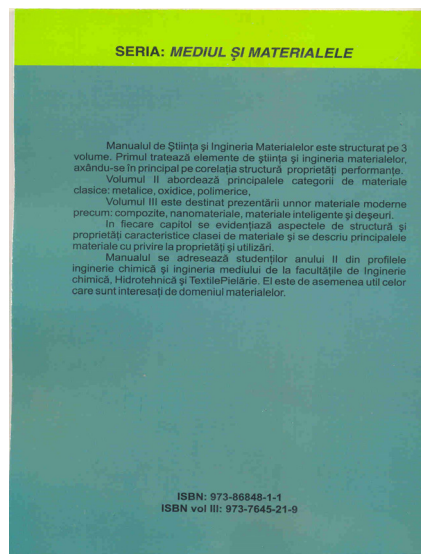 SERIA: MEDIUL ȘI MATERIALELE
Manualul de Știința și Ingineria Materialelor este structurat pe 3
volume. Primul tratează elemente de știința și ingineria materialelor,
axându-se în principal pe corelația structură proprietăți performanțe.
Volumul II abordează principalele categorii de materiale
clasice: metalice, oxidice, polimerice,
Volumul III este destinat prezentării unnor materiale moderne
precum: compozite, nanomateriale, materiale inteligente și deșeuri.
In fiecare capitol se evidențiază aspectele de structură și
proprietăți caracteristice clasei de materiale și se descriu principalele
materiale cu privire la proprietăți și utilizări.
Manualul se adresează studenților anului II din profilele
inginerie chimică și ingineria mediului de la facultățile de Inginerie
chimică, Hidrotehnică și TextilePielărie. El este de asemenea util celor
care sunt interesați de domeniul materialelor.
ISBN: 973-86848-1-1
ISBN vol III: 973-7645-21-9